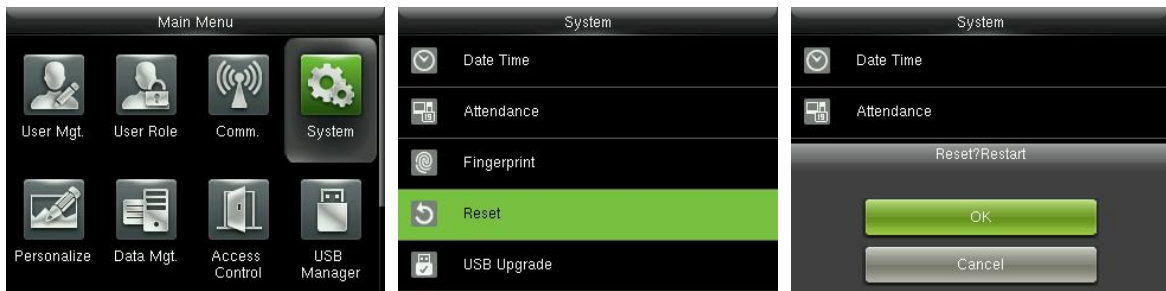 Main Menu
User Mgt.
User Role
Comm.
System
Personalize
Data Mgt.
Access
Control
USB
Manager
System
Date Time
Attendance
Fingerprint
Reset
USB Upgrade
System
Date Time
Attendance
Reset?Restart
OK
Cancel